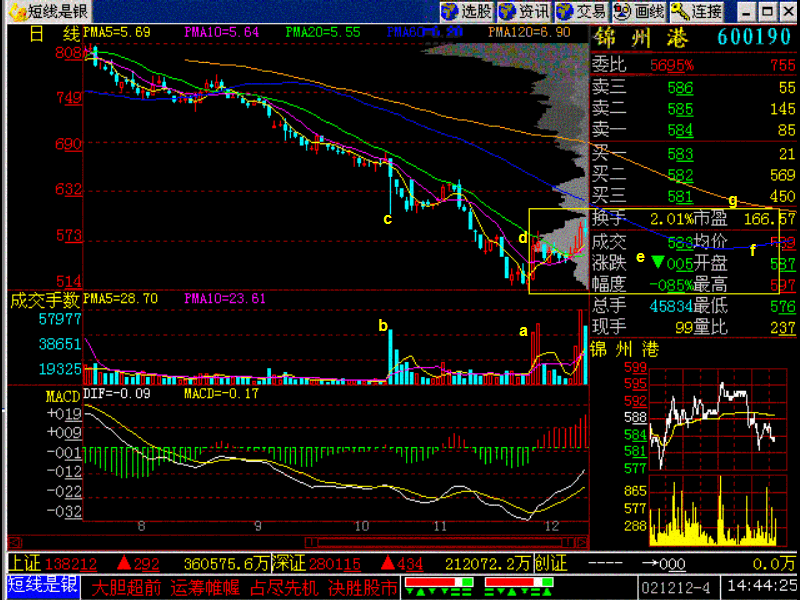 短线是银 选股 资讯 交易 画线 连接
日 线 PMA5=5.69 PMA10=5.64 PMA20=5.55 PMA60=6.20 PMA120=6.90
锦 州 港 600190
委比 5695% 755
卖三 586 55
卖二 585 145
卖一 584 85
买一 583 21
买二 582 569
买三 581 450
换手 2.01% 市盈 166.57
成交 583 均价 589
涨跌 ▼005 开盘 587
幅度 -085% 最高 597
总手 45834 最低 576
现手 99 量比 237
808
749
690
632
573
514
c
d
e
f
g
成交手数 PMA5=28.70 PMA10=23.61
57977
38651
19325
b
a
MACD DIF=-0.09 MACD=-0.17
+019
+009
-001
-012
-022
-032
8 9 10 11 12
锦 州 港
599
595
591
588
584
581
577
865
577
288
上证 138212 ▲292 360575.6万 深证 280115 ▲434 212072.2万 创证 ---- →000 0.0万
短线是银 大胆超前 运筹帷幄 占尽先机 决胜股市 021212-4 14:44:25